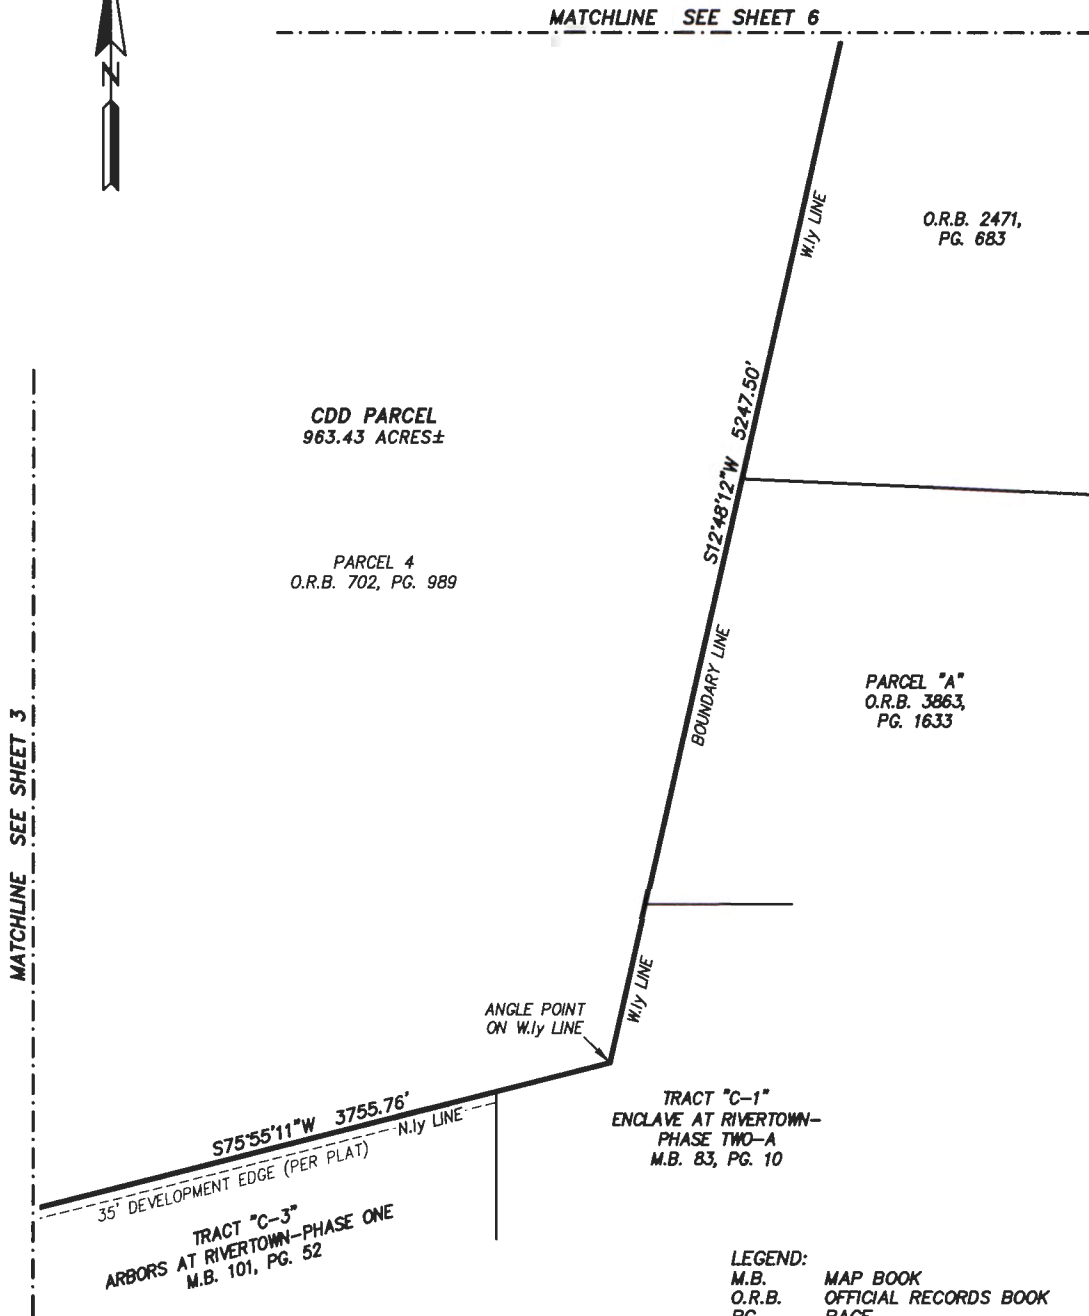 MATCHLINE SEE SHEET 6
N
W.ly LINE
O.R.B. 2471,
PG. 683
CDD PARCEL
963.43 ACRES±
S12°48'12"W 5247.50'
PARCEL 4
O.R.B. 702, PG. 989
BOUNDARY LINE
PARCEL "A"
O.R.B. 3863,
PG. 1633
MATCHLINE SEE SHEET 3
W.ly LINE
ANGLE POINT
ON W.ly LINE
S75°55'11"W 3755.76'
N.ly LINE
35' DEVELOPMENT EDGE (PER PLAT)
TRACT "C-1"
ENCLAVE AT RIVERTOWN-
PHASE TWO-A
M.B. 83, PG. 10
TRACT "C-3"
ARBORS AT RIVERTOWN-PHASE ONE
M.B. 101, PG. 52
LEGEND:
M.B. MAP BOOK
O.R.B. OFFICIAL RECORDS BOOK
PG. PAGE